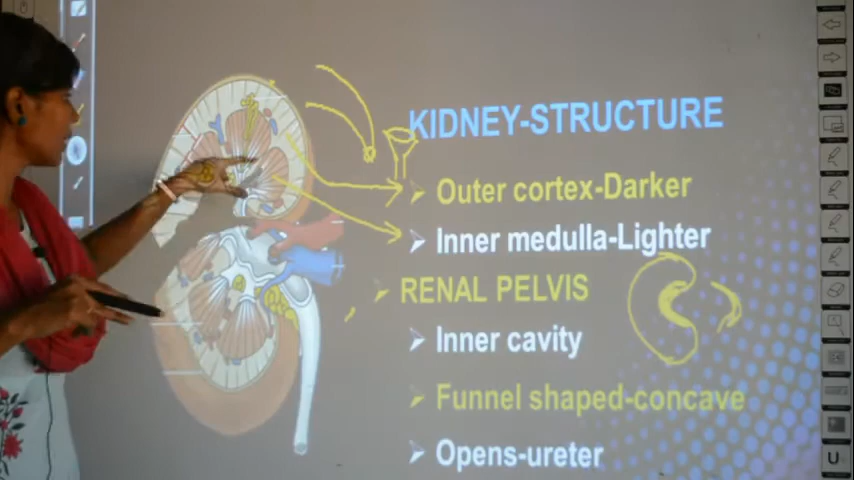 KIDNEY-STRUCTURE
Outer cortex-Darker
Inner medulla-Lighter
RENAL PELVIS
Inner cavity
Funnel shaped-concave
Opens-ureter
U